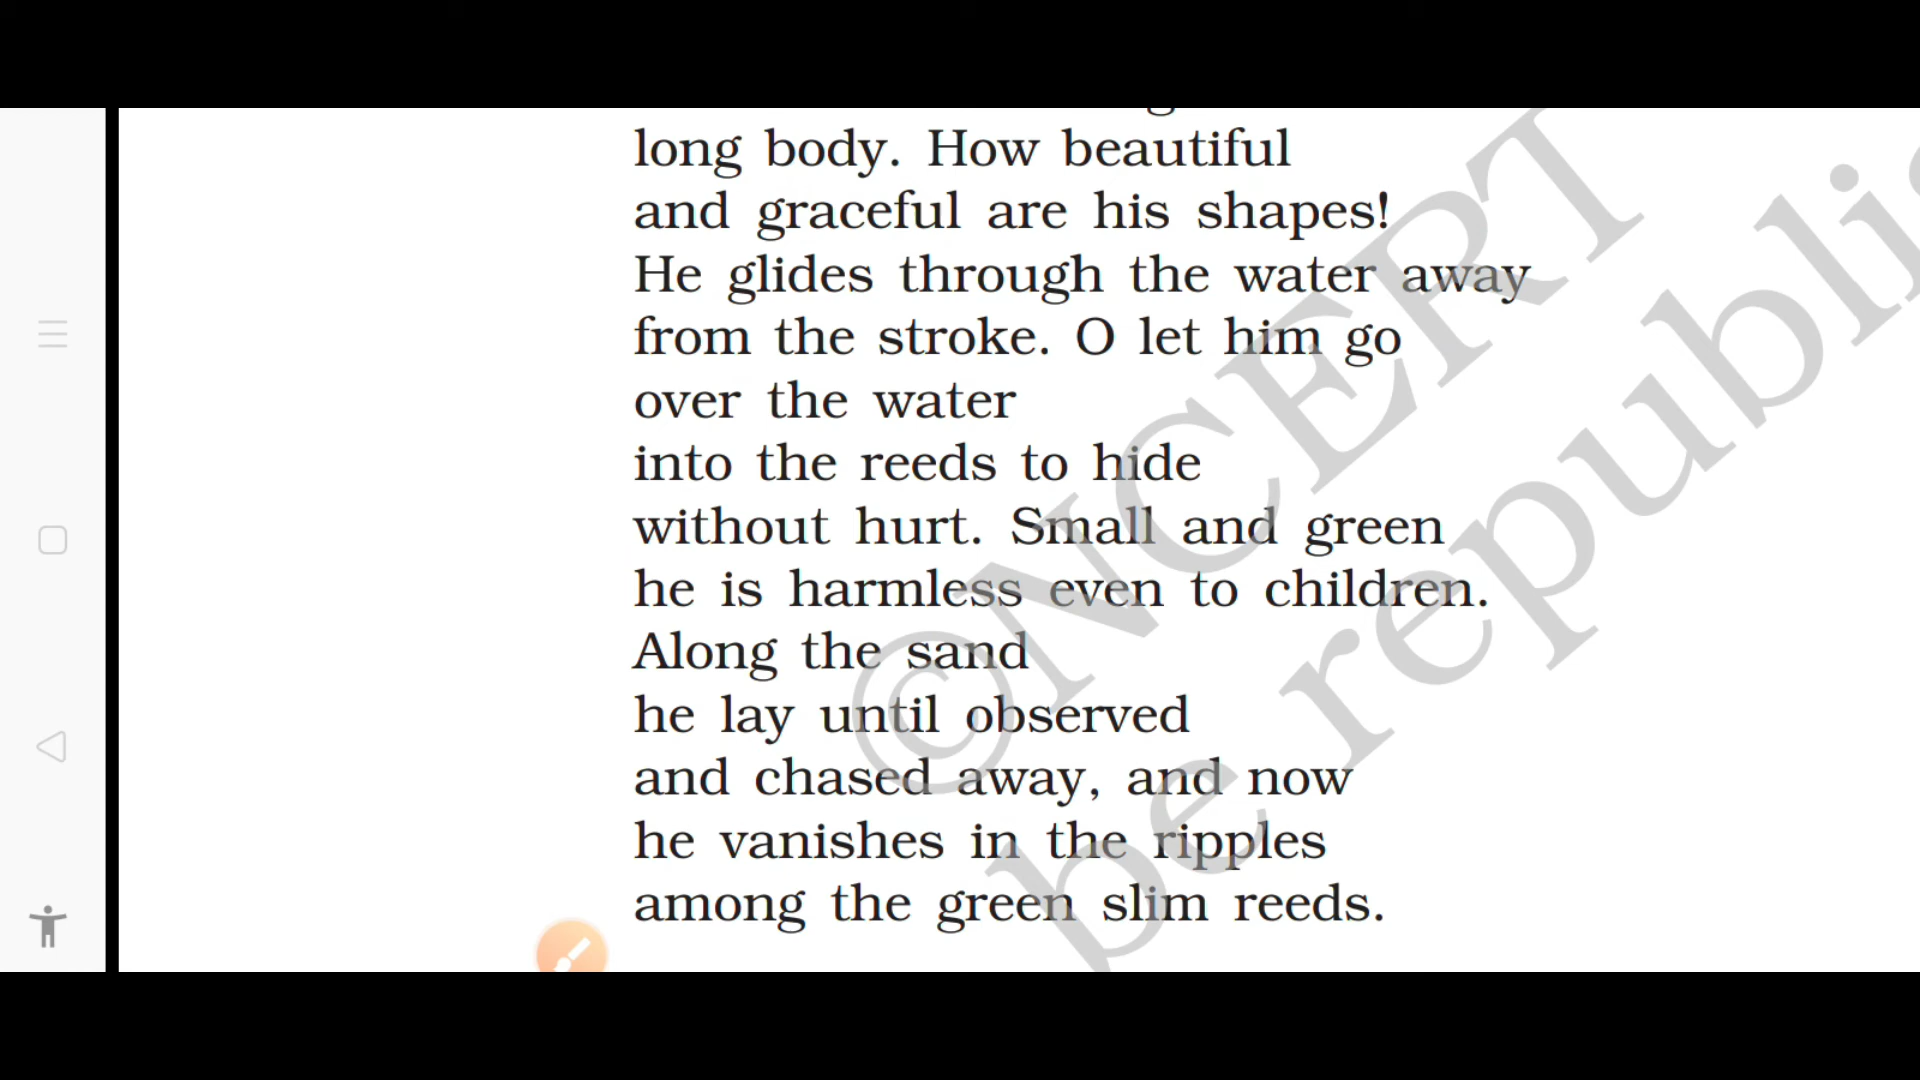 long body. How beautiful
and graceful are his shapes!
He glides through the water away
from the stroke. O let him go
over the water
into the reeds to hide
without hurt. Small and green
he is harmless even to children.
Along the sand
he lay until observed
and chased away, and now
he vanishes in the ripples
among the green slim reeds.
©NCERT
be republis